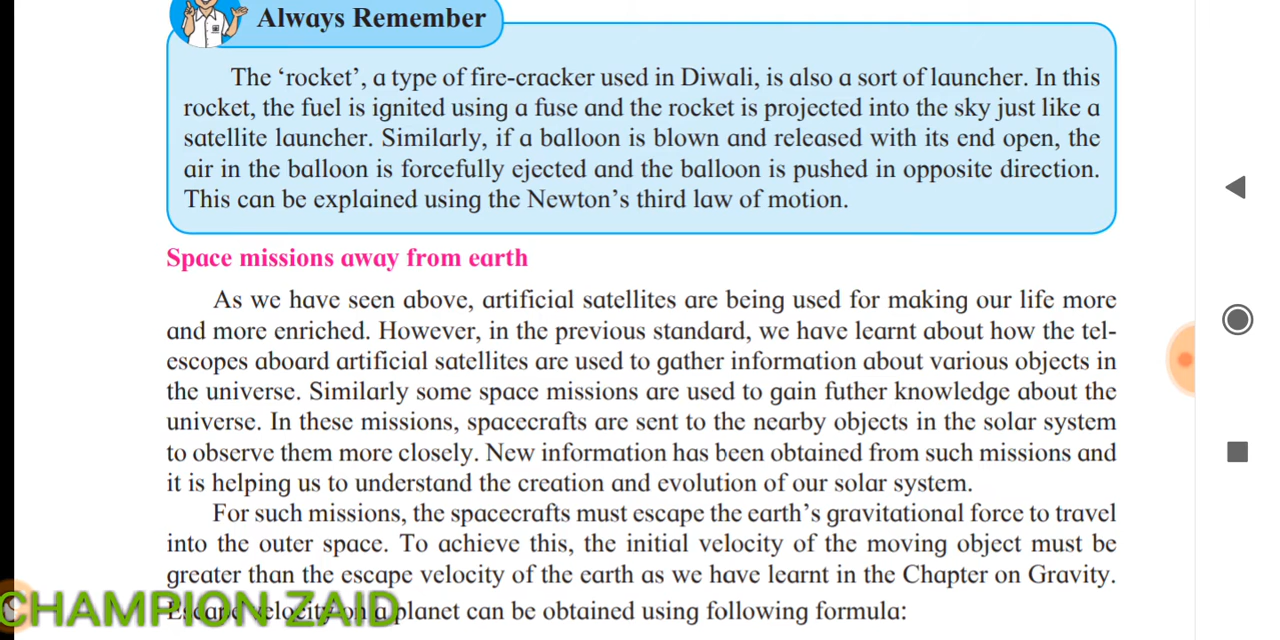 Always Remember
The ‘rocket’, a type of fire-cracker used in Diwali, is also a sort of launcher. In this
rocket, the fuel is ignited using a fuse and the rocket is projected into the sky just like a
satellite launcher. Similarly, if a balloon is blown and released with its end open, the
air in the balloon is forcefully ejected and the balloon is pushed in opposite direction.
This can be explained using the Newton’s third law of motion.
Space missions away from earth
As we have seen above, artificial satellites are being used for making our life more
and more enriched. However, in the previous standard, we have learnt about how the tel-
escopes aboard artificial satellites are used to gather information about various objects in
the universe. Similarly some space missions are used to gain futher knowledge about the
universe. In these missions, spacecrafts are sent to the nearby objects in the solar system
to observe them more closely. New information has been obtained from such missions and
it is helping us to understand the creation and evolution of our solar system.
For such missions, the spacecrafts must escape the earth’s gravitational force to travel
into the outer space. To achieve this, the initial velocity of the moving object must be
greater than the escape velocity of the earth as we have learnt in the Chapter on Gravity.
Escape velocity on a planet can be obtained using following formula:
CHAMPION ZAID